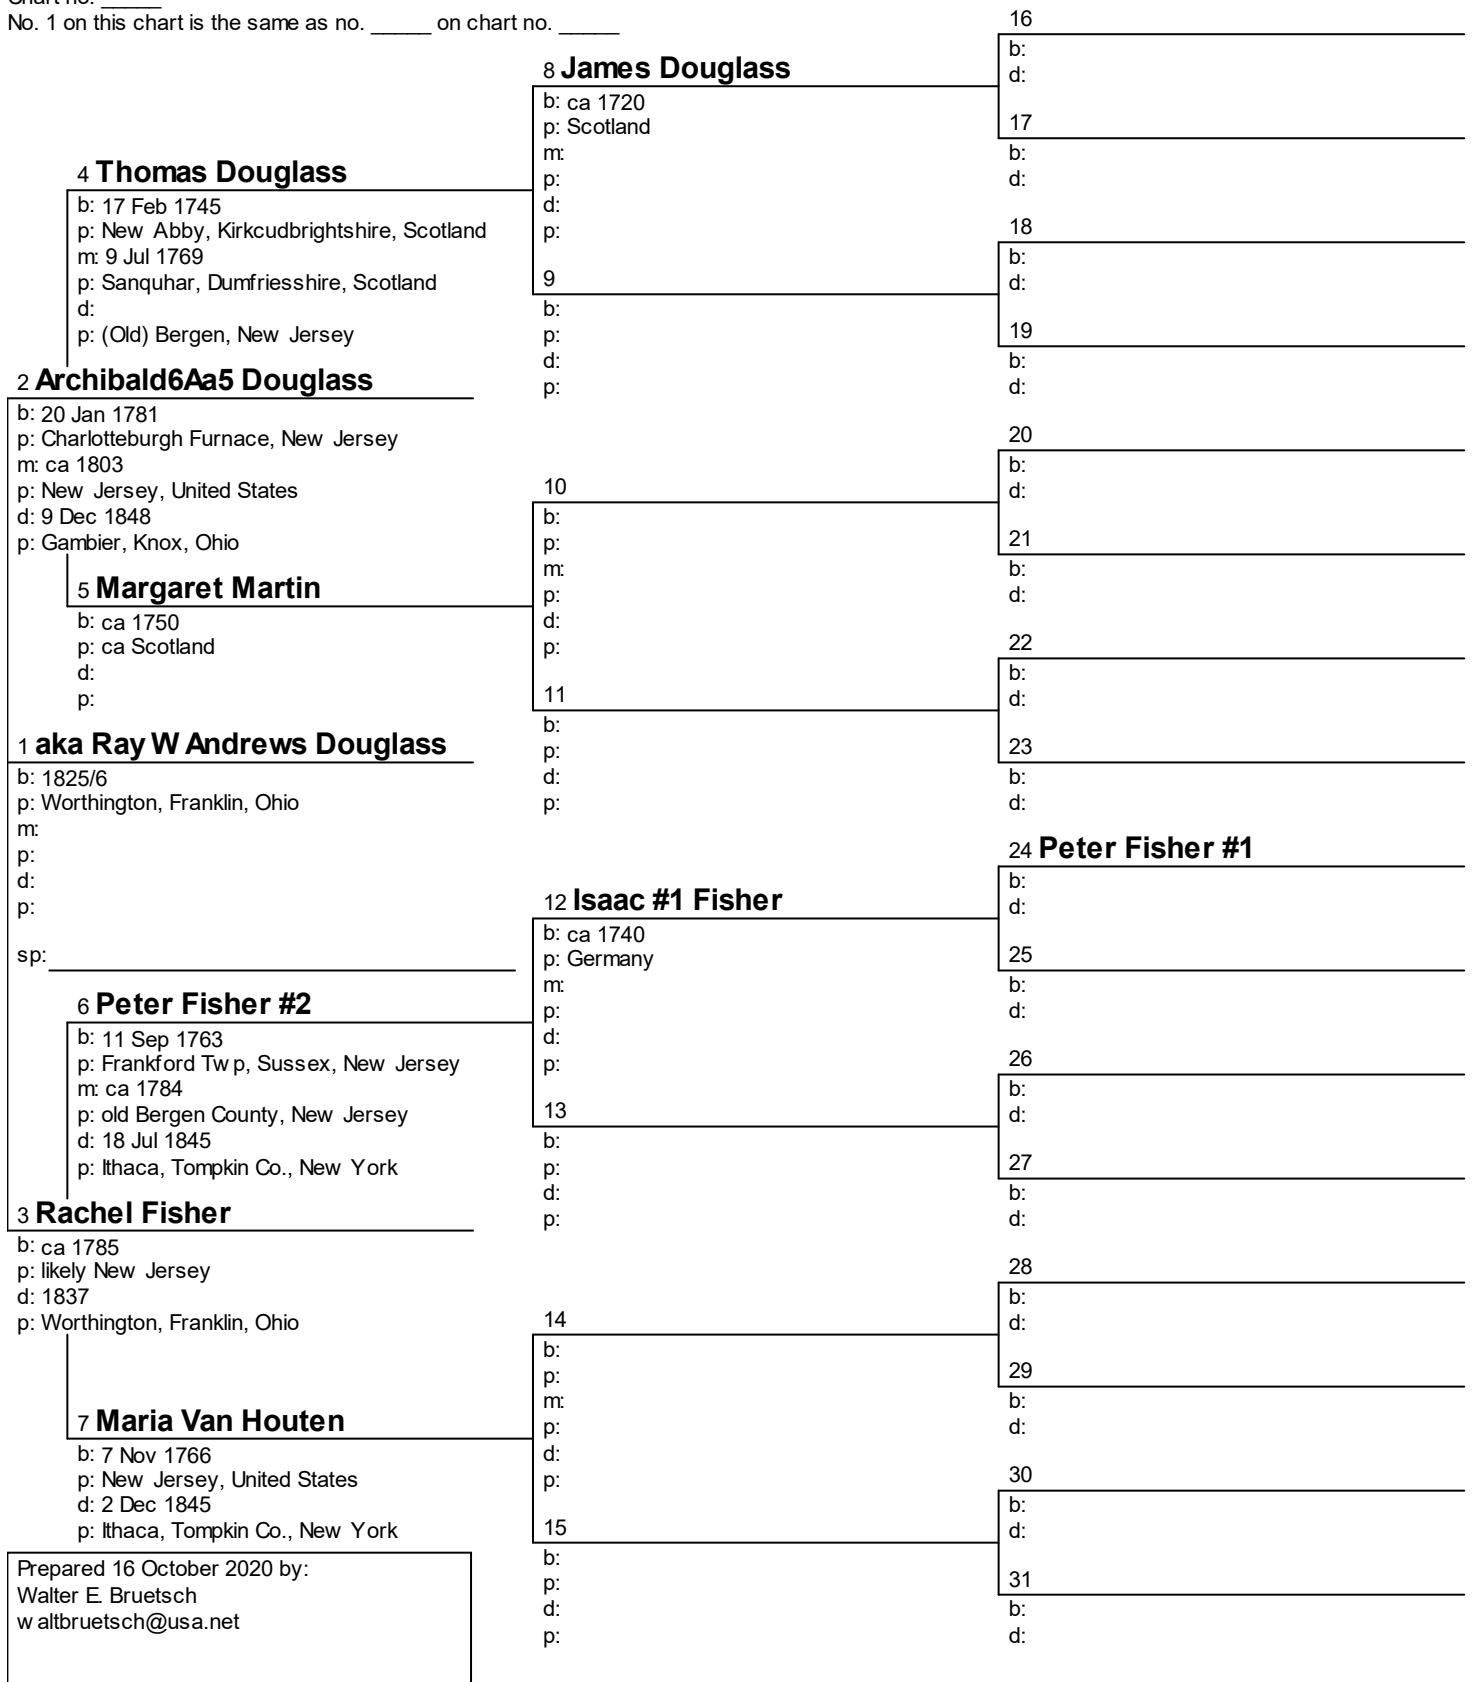 Chart no. _____
No. 1 on this chart is the same as no. _____ on chart no. _____
16
b:
d:
8 James Douglass
b: ca 1720
p: Scotland
m:
p:
d:
p:
17
b:
d:
4 Thomas Douglass
b: 17 Feb 1745
p: New Abby, Kirkcudbrightshire, Scotland
m: 9 Jul 1769
p: Sanquhar, Dumfriesshire, Scotland
d:
p: (Old) Bergen, New Jersey
18
b:
d:
9
b:
p:
d:
p:
19
b:
d:
2 Archibald6Aa5 Douglass
b: 20 Jan 1781
p: Charlotteburgh Furnace, New Jersey
m: ca 1803
p: New Jersey, United States
d: 9 Dec 1848
p: Gambier, Knox, Ohio
20
b:
d:
10
b:
p:
m:
p:
d:
p:
21
b:
d:
5 Margaret Martin
b: ca 1750
p: ca Scotland
d:
p:
22
b:
d:
11
b:
p:
d:
p:
23
b:
d:
1 aka Ray W Andrews Douglass
b: 1825/6
p: Worthington, Franklin, Ohio
m:
p:
d:
p:
sp:
24 Peter Fisher #1
b:
d:
12 Isaac #1 Fisher
b: ca 1740
p: Germany
m:
p:
d:
p:
25
b:
d:
6 Peter Fisher #2
b: 11 Sep 1763
p: Frankford Twp, Sussex, New Jersey
m: ca 1784
p: old Bergen County, New Jersey
d: 18 Jul 1845
p: Ithaca, Tompkin Co., New York
26
b:
d:
13
b:
p:
d:
p:
27
b:
d:
3 Rachel Fisher
b: ca 1785
p: likely New Jersey
d: 1837
p: Worthington, Franklin, Ohio
28
b:
d:
14
b:
p:
m:
p:
d:
p:
29
b:
d:
7 Maria Van Houten
b: 7 Nov 1766
p: New Jersey, United States
d: 2 Dec 1845
p: Ithaca, Tompkin Co., New York
30
b:
d:
15
b:
p:
d:
p:
31
b:
d:
Prepared 16 October 2020 by:
Walter E. Bruetsch
waltbruetsch@usa.net